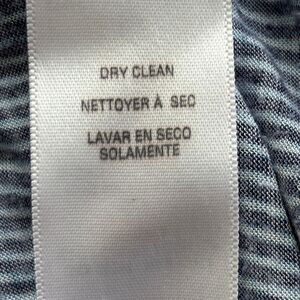 DRY CLEAN
NETTOYER À SEC
LAVAR EN SECO
SOLAMENTE